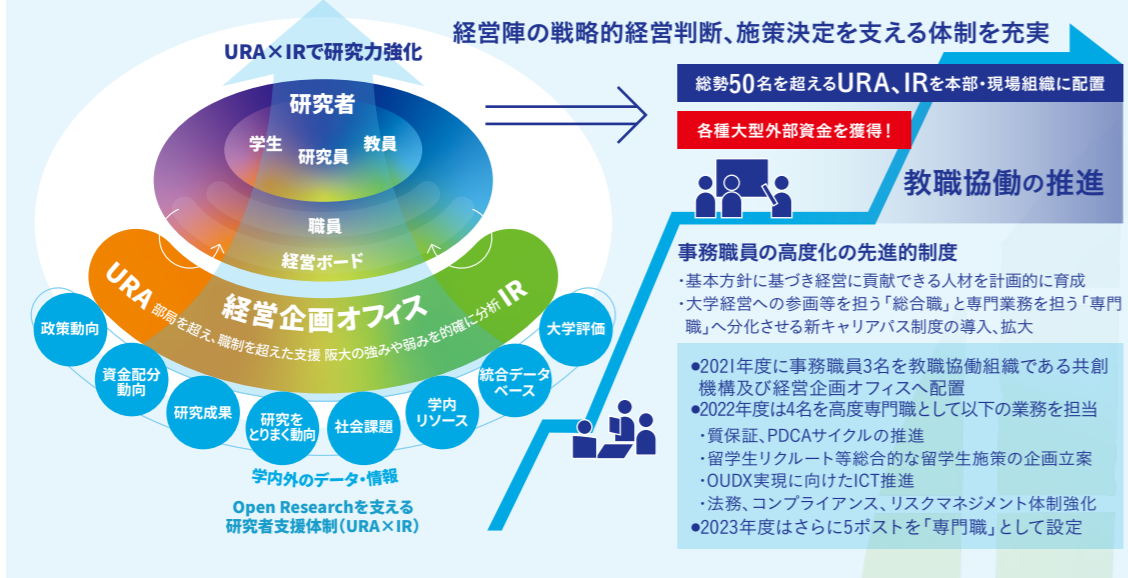 経営陣の戦略的経営判断、施策決定を支える体制を充実
URA×IRで研究力強化
研究者
学生
研究員
教員
職員
経営ボード
URA
経営企画オフィス
IR
部局を超え、職制を超えた支援 阪大の強みや弱みを的確に分析
政策動向
資金配分
動向
研究成果
研究を
とりまく動向
社会課題
学内
リソース
統合データ
ベース
大学評価
学内外のデータ・情報
Open Researchを支える
研究者支援体制(URA×IR)
総勢50名を超えるURA、IRを本部・現場組織に配置
各種大型外部資金を獲得!
教職協働の推進
事務職員の高度化の先進的制度
・基本方針に基づき経営に貢献できる人材を計画的に育成
・大学経営への参画等を担う「総合職」と専門業務を担う「専門
職」へ分化させる新キャリアパス制度の導入、拡大
●2021年度に事務職員3名を教職協働組織である共創
機構及び経営企画オフィスへ配置
●2022年度は4名を高度専門職として以下の業務を担当
・質保証、PDCAサイクルの推進
・留学生リクルート等総合的な留学生施策の企画立案
・OUDX実現に向けたICT推進
・法務、コンプライアンス、リスクマネジメント体制強化
●2023年度はさらに5ポストを「専門職」として設定